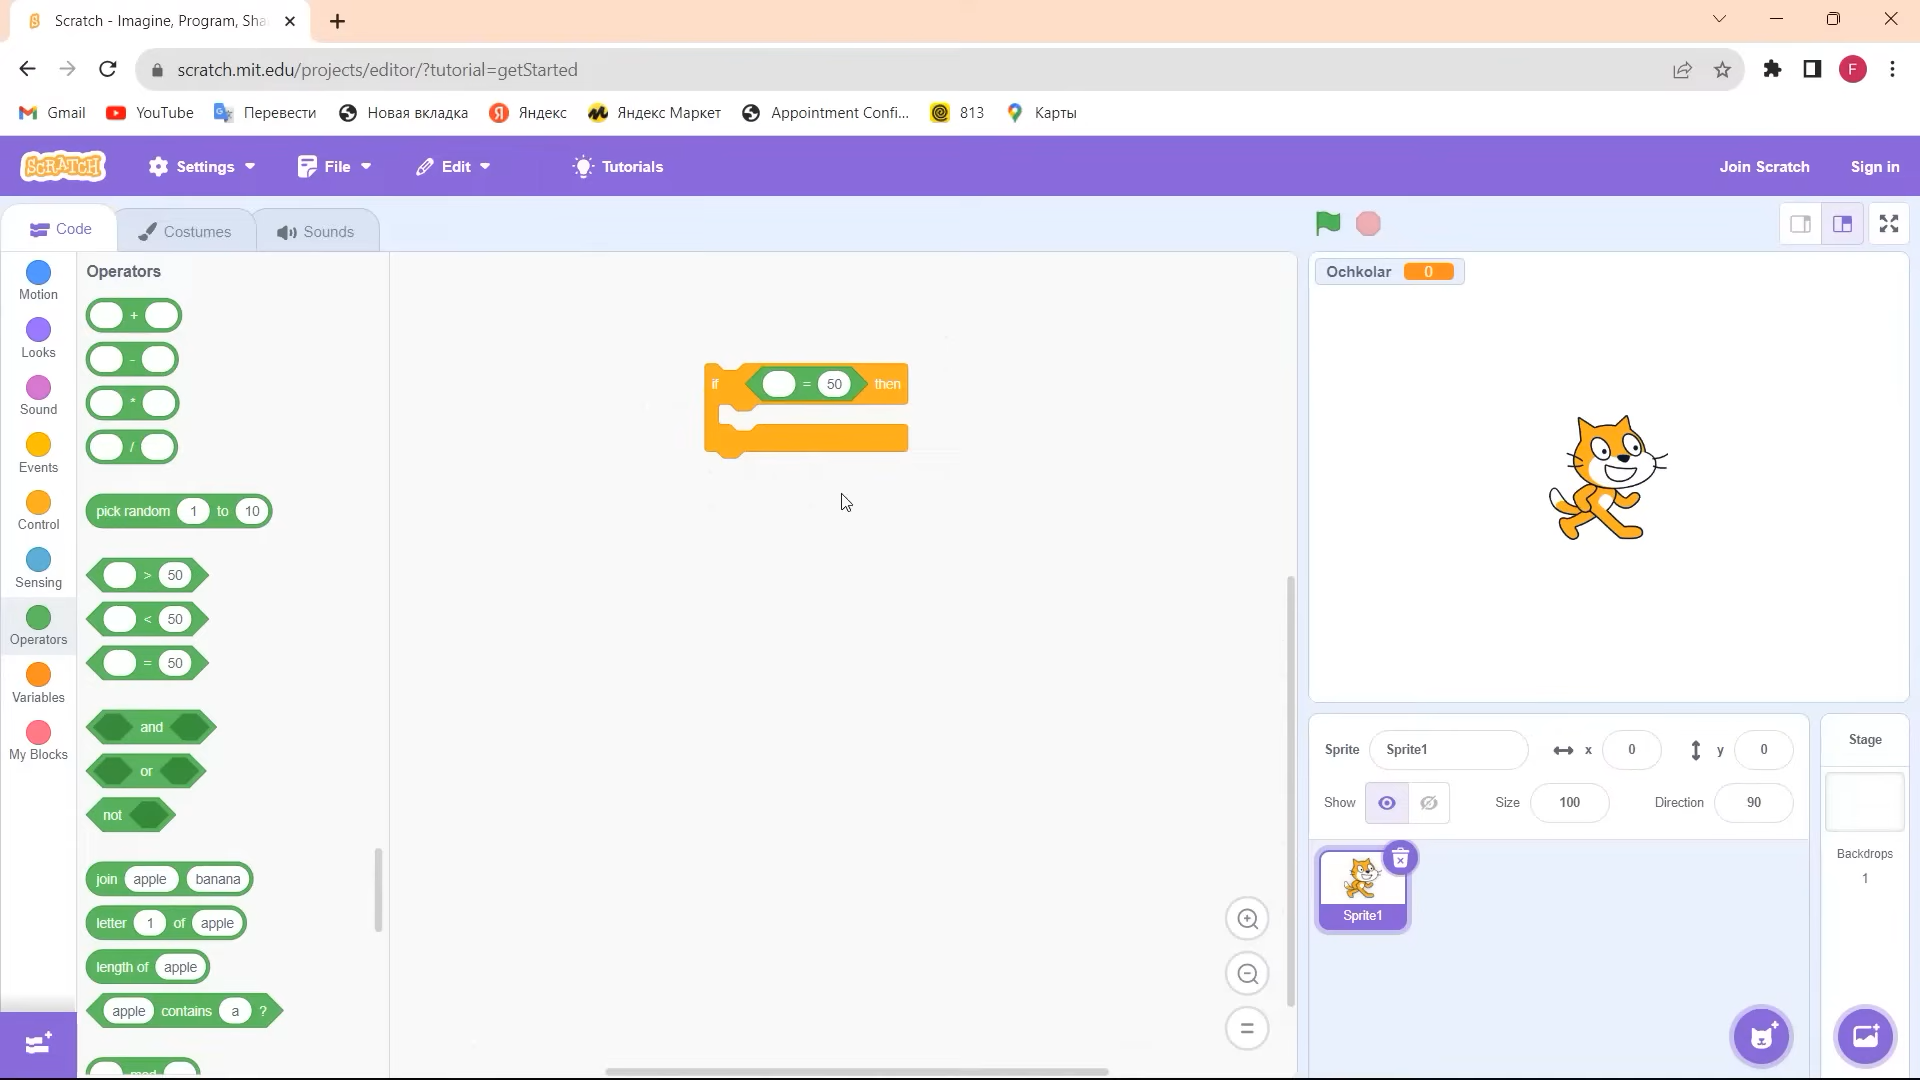 Scratch - Imagine, Program, Sha
scratch.mit.edu/projects/editor/?tutorial=getStarted
F
Gmail YouTube Перевести Новая вкладка Яндекс Яндекс Маркет Appointment Confi... 813 Карты
SCRATCH Settings File Edit Tutorials Join Scratch Sign in
Code Costumes Sounds
Motion
Looks
Sound
Events
Control
Sensing
Operators
Variables
My Blocks
Operators
+
-
*
/
pick random 1 to 10
> 50
< 50
= 50
and
or
not
join apple banana
letter 1 of apple
length of apple
apple contains a ?
mod
if = 50 then
Ochkolar 0
Sprite Sprite1 x 0 y 0
Show Size 100 Direction 90
Sprite1
Stage
Backdrops
1